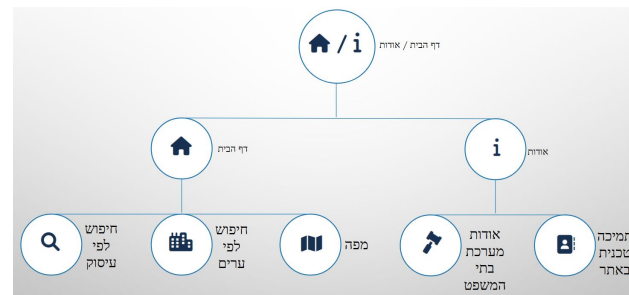 דף הבית / אודות
דף הבית
אודות
חיפוש
לפי
עיסוק
חיפוש
לפי
ערים
מפה
אודות
מערכת
בתי
המשפט
תמיכה
טכנית
באתר